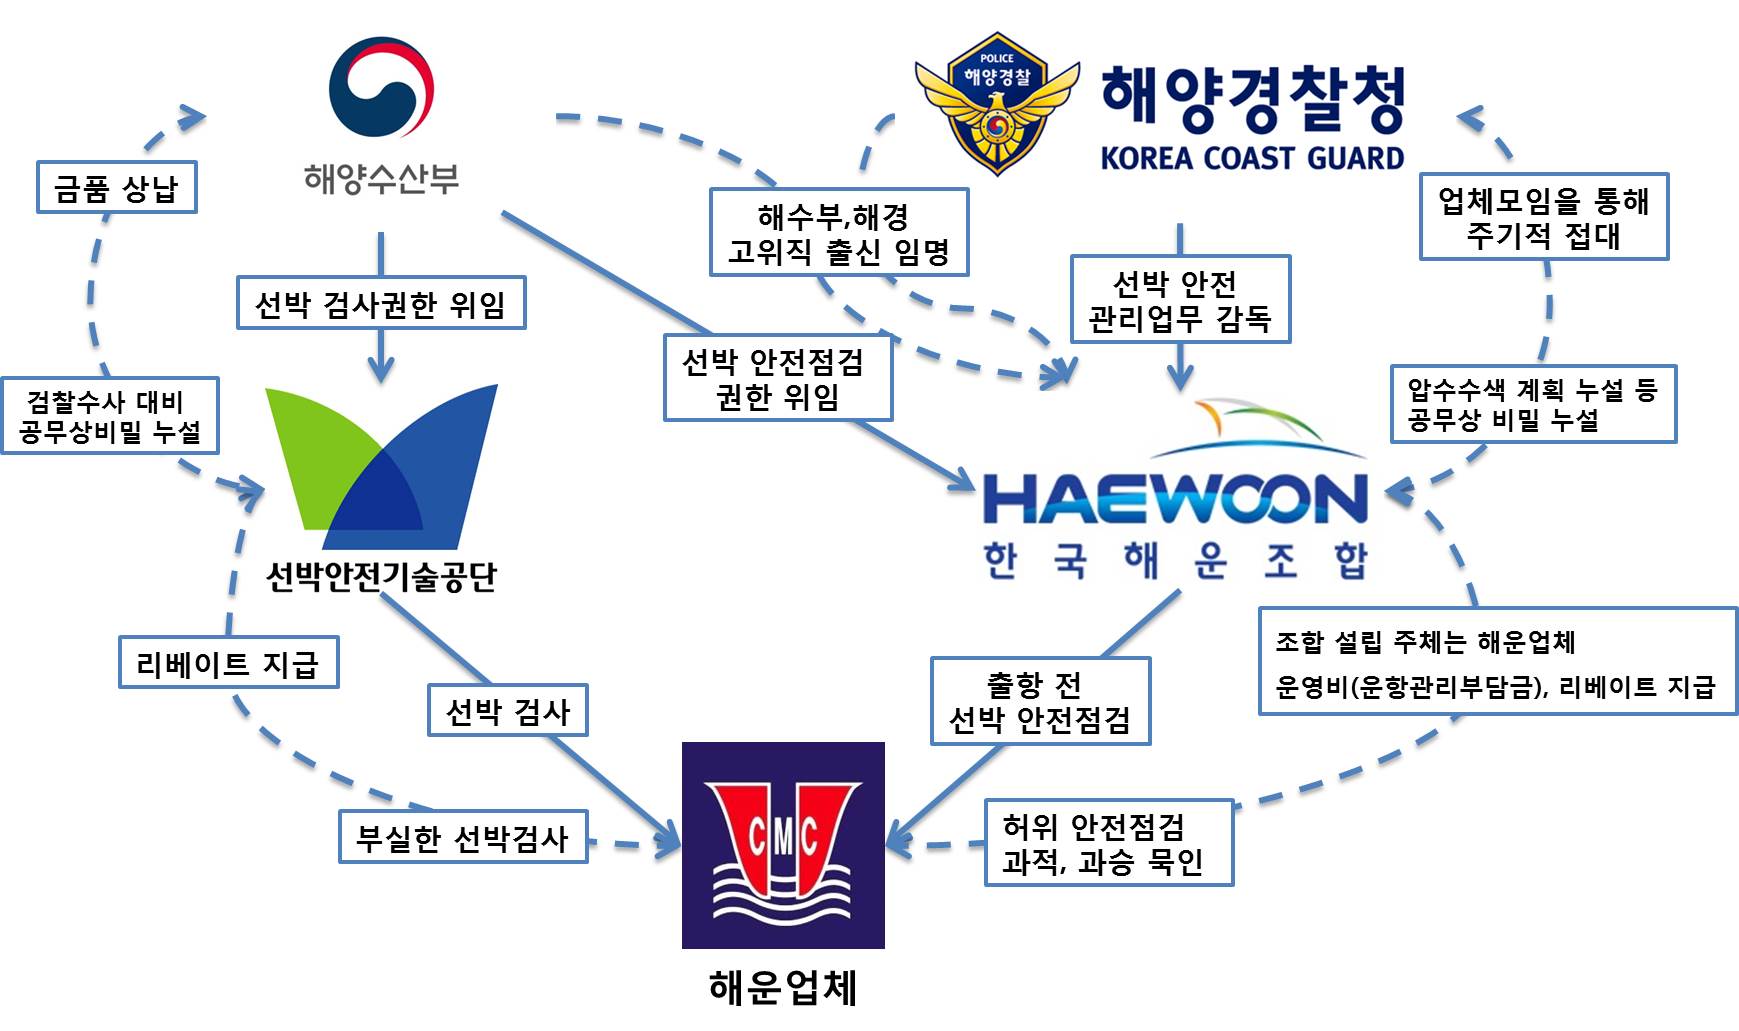 POLICE
해양경찰
해양경찰청
KOREA COAST GUARD
해양수산부
금품 상납
해수부,해경
고위직 출신 임명
업체모임을 통해
주기적 접대
선박 검사권한 위임
선박 안전
관리업무 감독
선박 안전점검
권한 위임
검찰수사 대비
공무상비밀 누설
압수수색 계획 누설 등
공무상 비밀 누설
HAEWOON
한국해운조합
선박안전기술공단
리베이트 지급
선박 검사
출항 전
선박 안전점검
조합 설립 주체는 해운업체
운영비(운항관리부담금), 리베이트 지급
부실한 선박검사
CMC
허위 안전점검
과적, 과승 묵인
해운업체